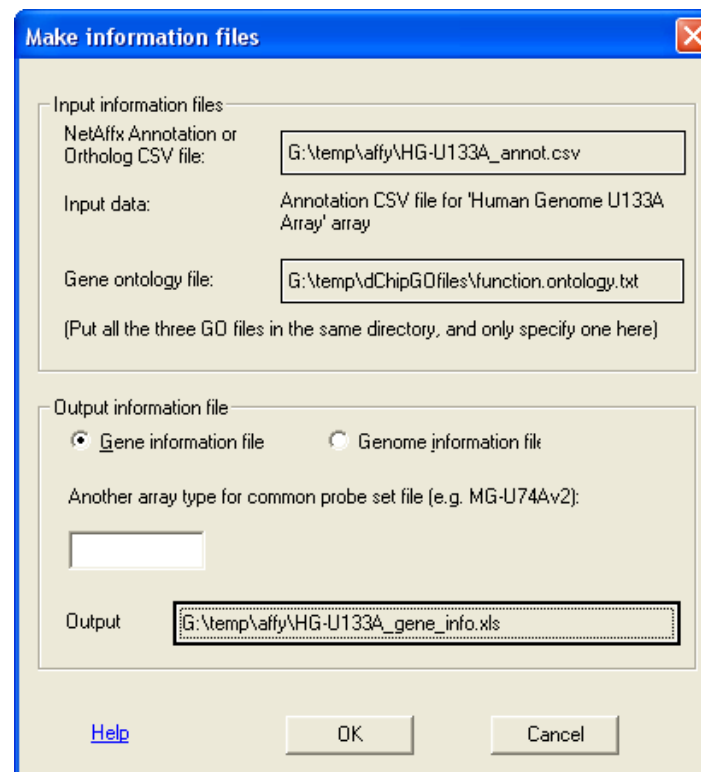 Make information files
Input information files
NetAffx Annotation or
Ortholog CSV file:
G:\temp\affy\HG-U133A_annot.csv
Input data:
Annotation CSV file for 'Human Genome U133A
Array' array
Gene ontology file:
G:\temp\dChipGOfiles\function.ontology.txt
(Put all the three GO files in the same directory, and only specify one here)
Output information file
Gene information file
Genome information file
Another array type for common probe set file (e.g. MG-U74Av2):
Output
G:\temp\affy\HG-U133A_gene_info.xls
Help
OK
Cancel